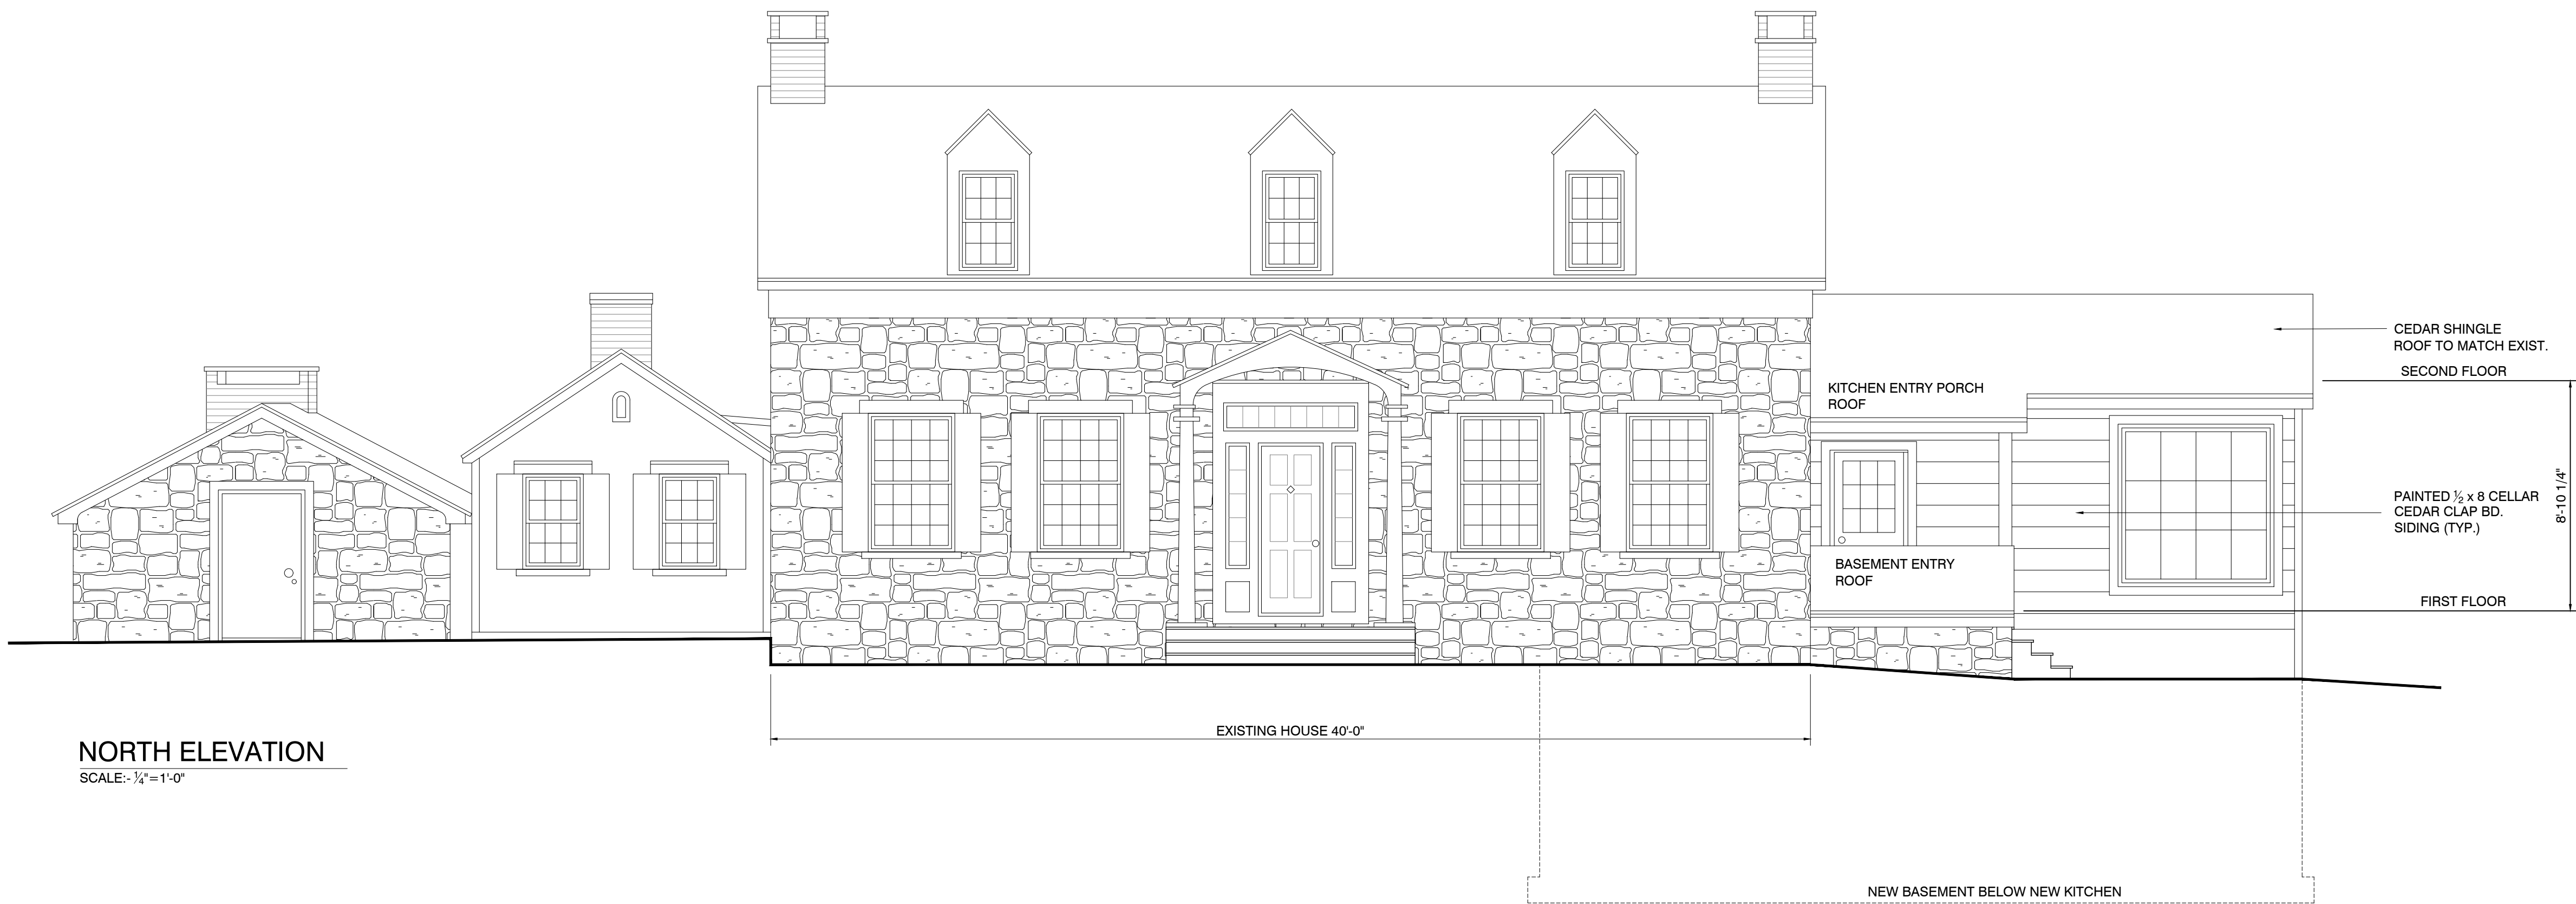 CEDAR SHINGLE
ROOF TO MATCH EXIST.
SECOND FLOOR
KITCHEN ENTRY PORCH
ROOF
8'-10 1/4"
PAINTED ½ x 8 CELLAR
CEDAR CLAP BD.
SIDING (TYP.)
BASEMENT ENTRY
ROOF
FIRST FLOOR
EXISTING HOUSE 40'-0"
NORTH ELEVATION
SCALE:- ¼"=1'-0"
NEW BASEMENT BELOW NEW KITCHEN